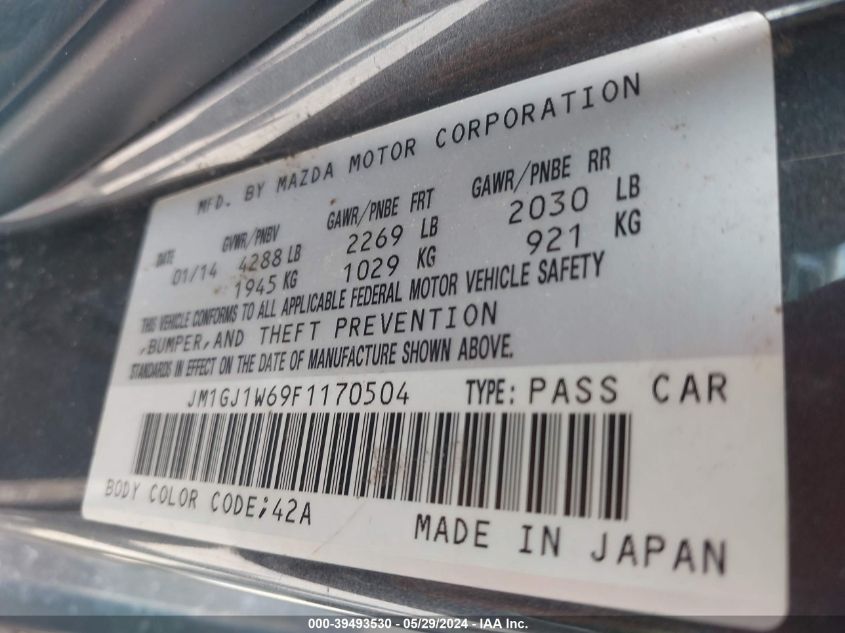 MFD. BY MAZDA MOTOR CORPORATION
DATE GVWR/PNBV GAWR/PNBE FRT GAWR/PNBE RR
01/14 4288 LB 2269 LB 2030 LB
1945 KG 1029 KG 921 KG
THIS VEHICLE CONFORMS TO ALL APPLICABLE FEDERAL MOTOR VEHICLE SAFETY
,BUMPER,AND THEFT PREVENTION
STANDARDS IN EFFECT ON THE DATE OF MANUFACTURE SHOWN ABOVE.
JM1GJ1W69F1170504 TYPE: PASS CAR
BODY COLOR CODE;42A
MADE IN JAPAN
000-39493530 - 05/29/2024 - IAA Inc.